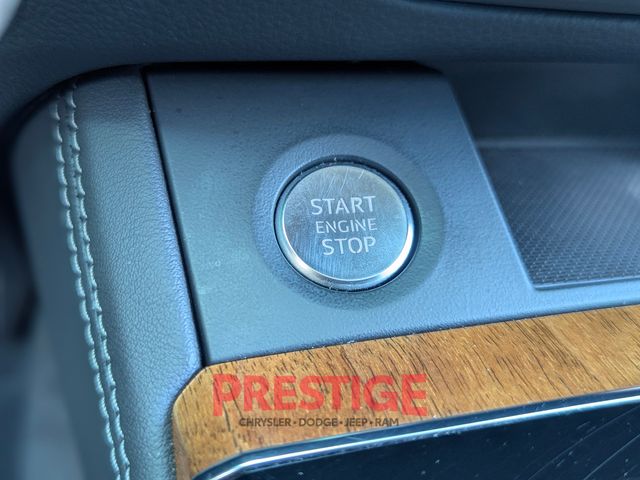 START
ENGINE
STOP
PRESTIGE
CHRYSLER • DODGE • JEEP • RAM